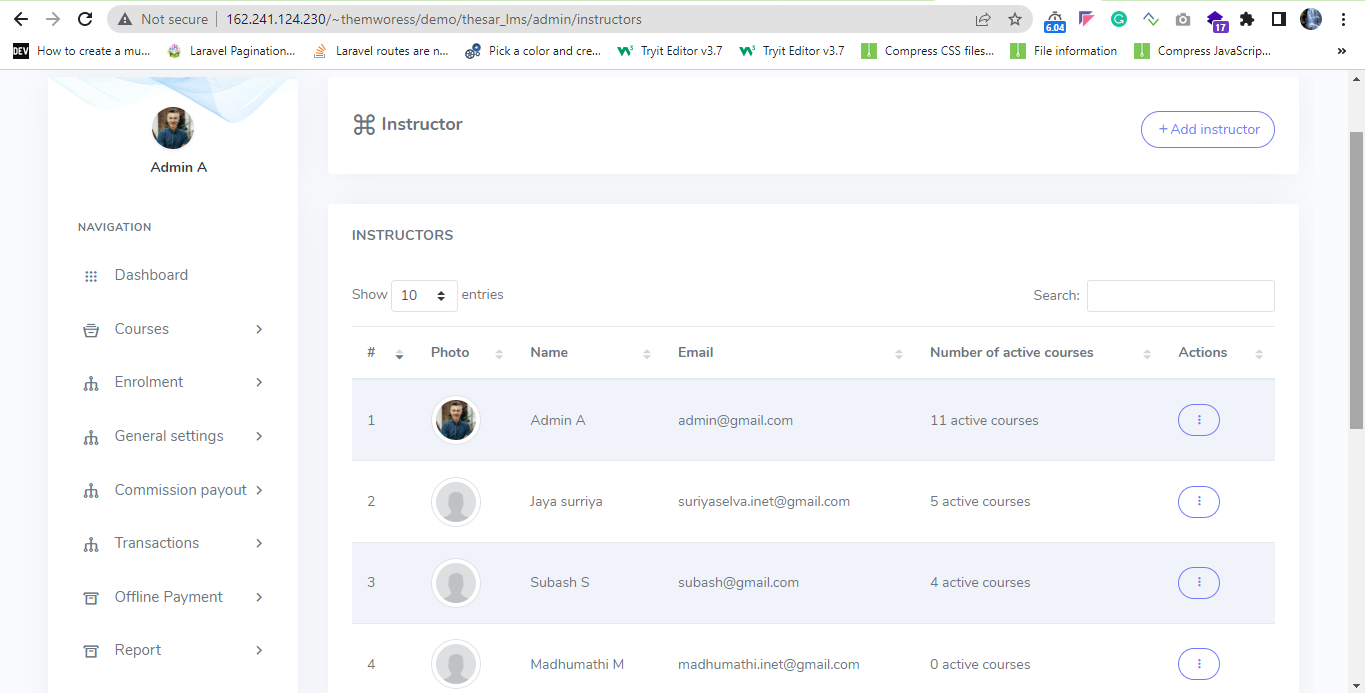 Not secure | 162.241.124.230/~themworess/demo/thesar_lms/admin/instructors
6.04
17
DEV How to create a mu... Laravel Pagination... Laravel routes are n... Pick a color and cre... Tryit Editor v3.7 Tryit Editor v3.7 Compress CSS files... File information Compress JavaScrip... »
Admin A
NAVIGATION
Dashboard
Courses
Enrolment
General settings
Commission payout
Transactions
Offline Payment
Report
Instructor
+ Add instructor
INSTRUCTORS
Show 10 entries
Search:
# Photo Name Email Number of active courses Actions
1 Admin A admin@gmail.com 11 active courses
2 Jaya surriya suriyaselva.inet@gmail.com 5 active courses
3 Subash S subash@gmail.com 4 active courses
4 Madhumathi M madhumathi.inet@gmail.com 0 active courses